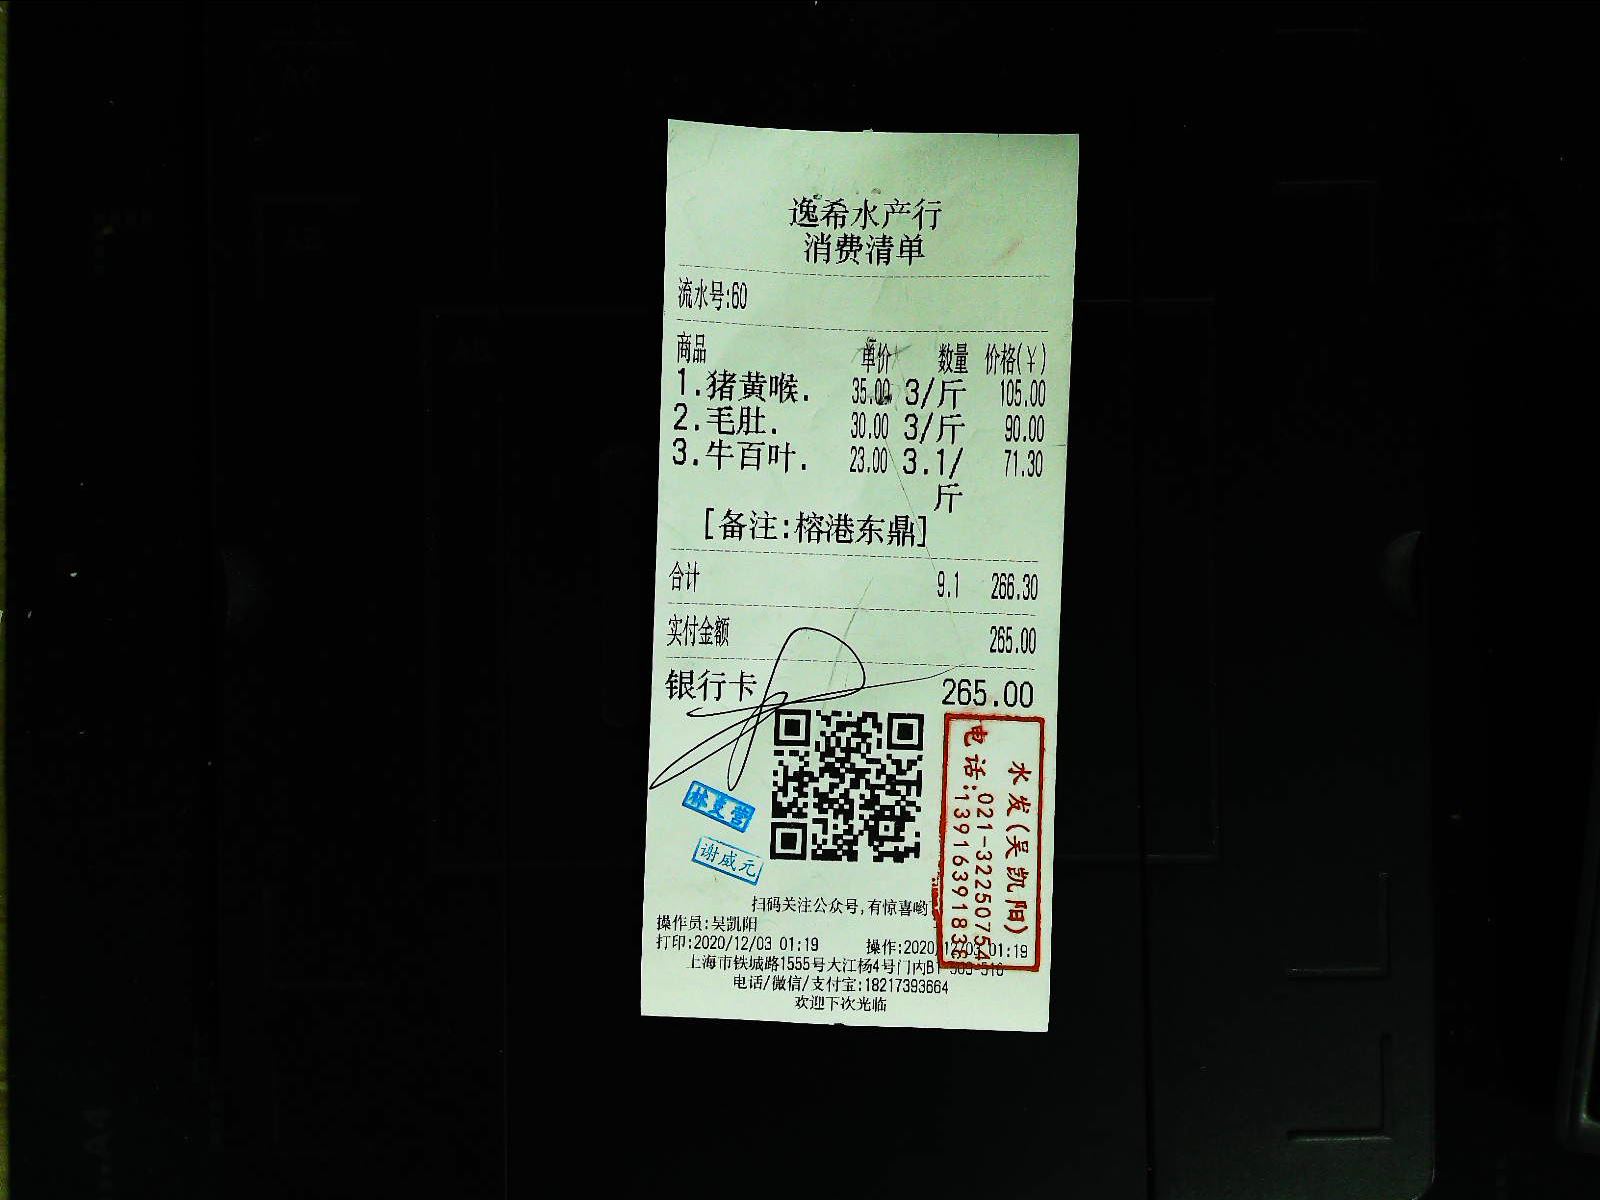 逸希水产行
消费清单
流水号:60
商品 单价 数量 价格(¥)
1.猪黄喉. 35.00 3/斤 105.00
2.毛肚. 30.00 3/斤 90.00
3.牛百叶. 23.00 3.1/斤 71.30
[备注:榕港东鼎]
合计 9.1 266.30
实付金额 265.00
银行卡 265.00
水发(吴凯阳)
电话:021-32250754
13916391836
林夏营
谢威元
扫码关注公众号,有惊喜哟
操作员:吴凯阳
打印:2020/12/03 01:19 操作:2020/12/03 01:19
上海市铁城路1555号大江杨4号门内B1-509-510
电话/微信/支付宝:18217393664
欢迎下次光临